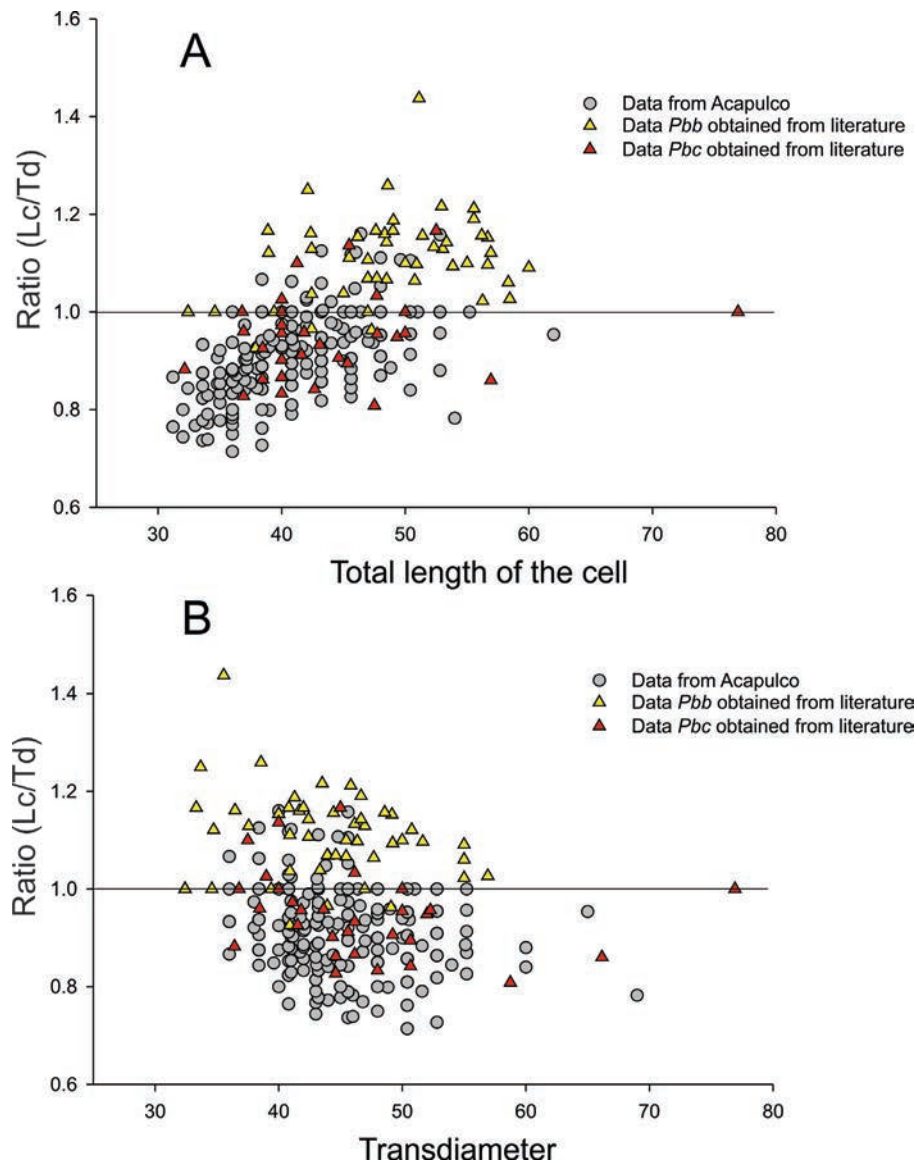 A
1.6
1.4
1.2
1.0
0.8
0.6
Ratio (Lc/Td)
Data from Acapulco
Data Pbb obtained from literature
Data Pbc obtained from literature
30 40 50 60 70 80
Total length of the cell
B
1.6
1.4
1.2
1.0
0.8
0.6
Ratio (Lc/Td)
Data from Acapulco
Data Pbb obtained from literature
Data Pbc obtained from literature
30 40 50 60 70 80
Transdiameter